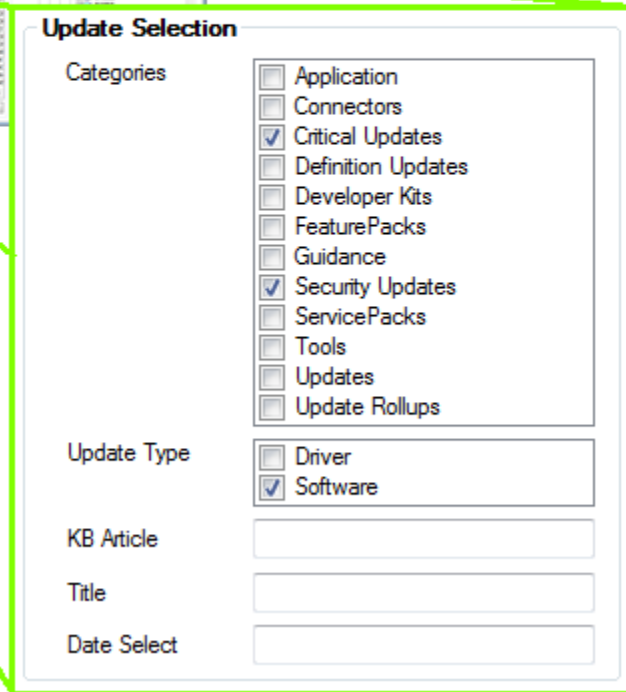 Update Selection
Categories
Application
Connectors
Critical Updates
Definition Updates
Developer Kits
FeaturePacks
Guidance
Security Updates
ServicePacks
Tools
Updates
Update Rollups
Update Type
Driver
Software
KB Article
Title
Date Select